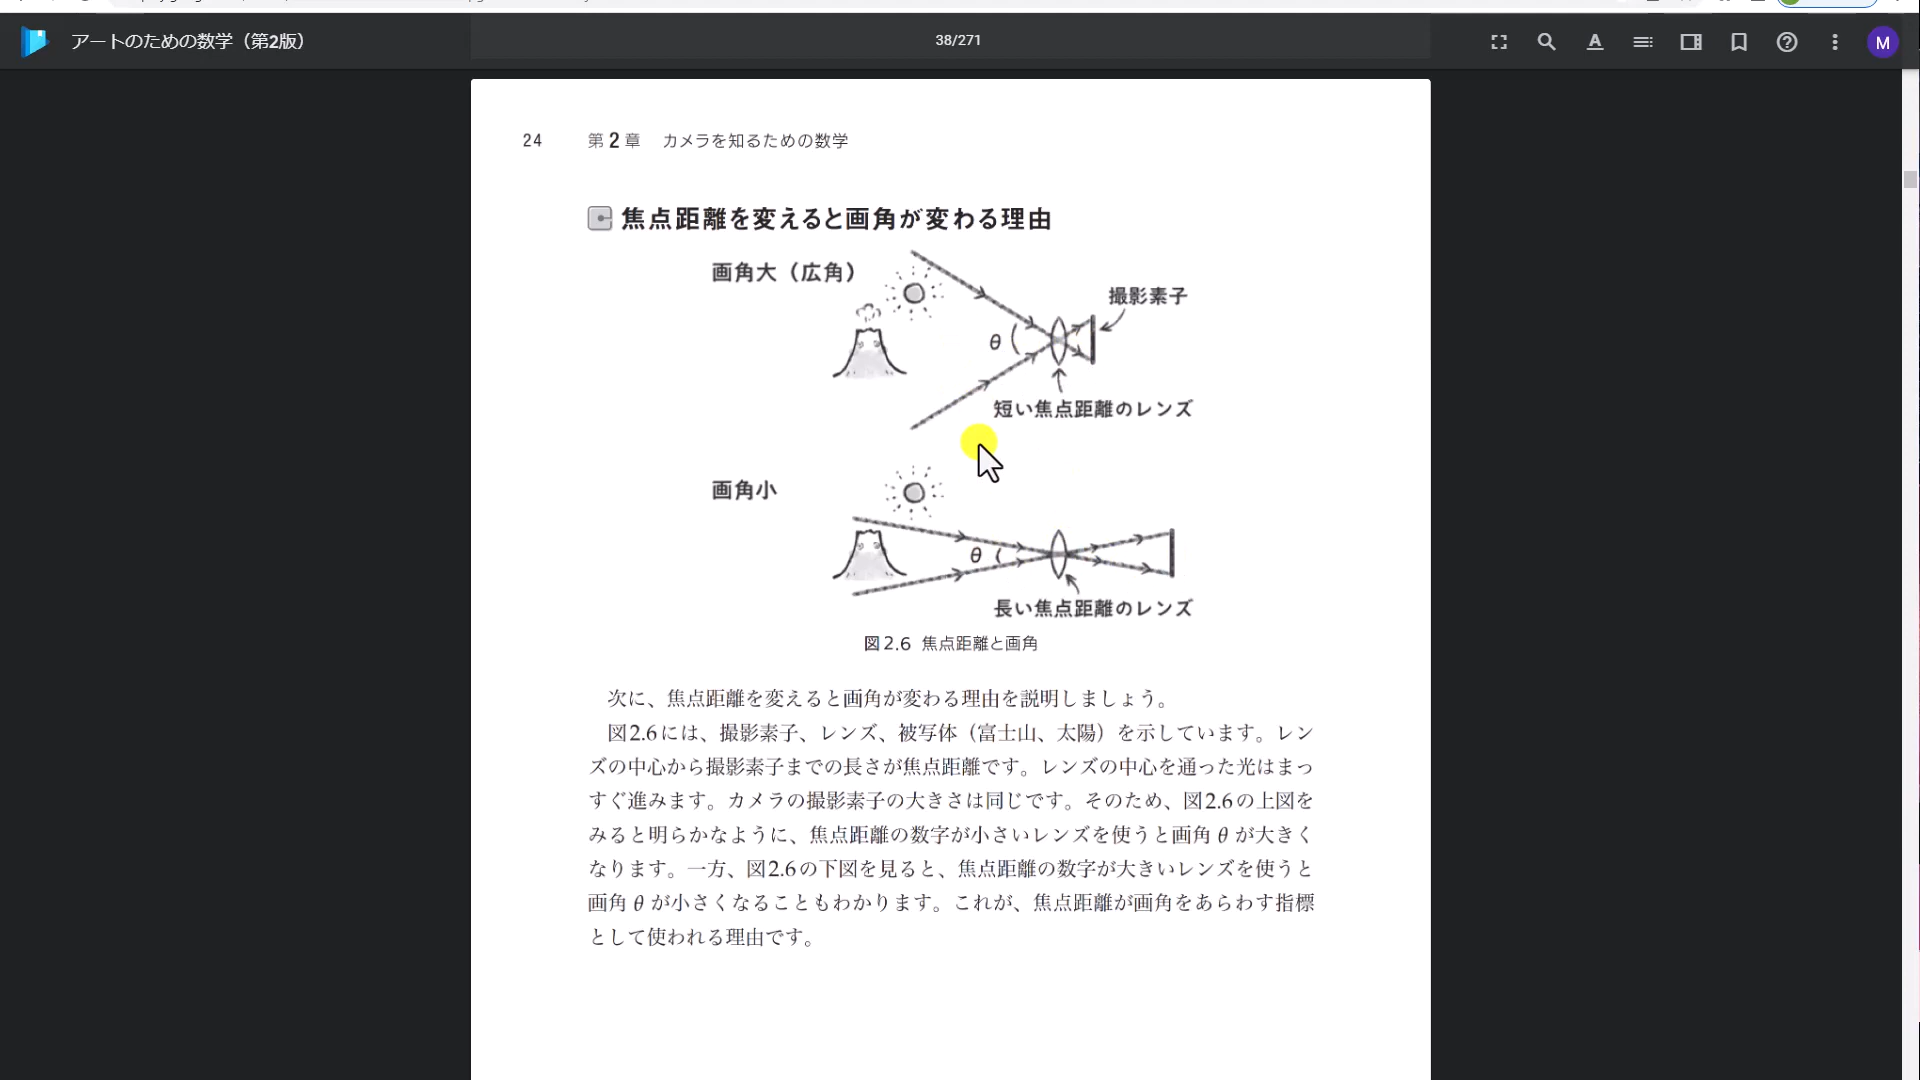 アートのための数学（第2版）
38/271
M
24 第2章 カメラを知るための数学
焦点距離を変えると画角が変わる理由
画角大（広角）
撮影素子
θ
短い焦点距離のレンズ
画角小
θ
長い焦点距離のレンズ
図2.6 焦点距離と画角
次に、焦点距離を変えると画角が変わる理由を説明しましょう。
図2.6には、撮影素子、レンズ、被写体（富士山、太陽）を示しています。レン
ズの中心から撮影素子までの長さが焦点距離です。レンズの中心を通った光はまっ
すぐ進みます。カメラの撮影素子の大きさは同じです。そのため、図2.6の上図を
みると明らかなように、焦点距離の数字が小さいレンズを使うと画角θが大きく
なります。一方、図2.6の下図を見ると、焦点距離の数字が大きいレンズを使うと
画角θが小さくなることもわかります。これが、焦点距離が画角をあらわす指標
として使われる理由です。